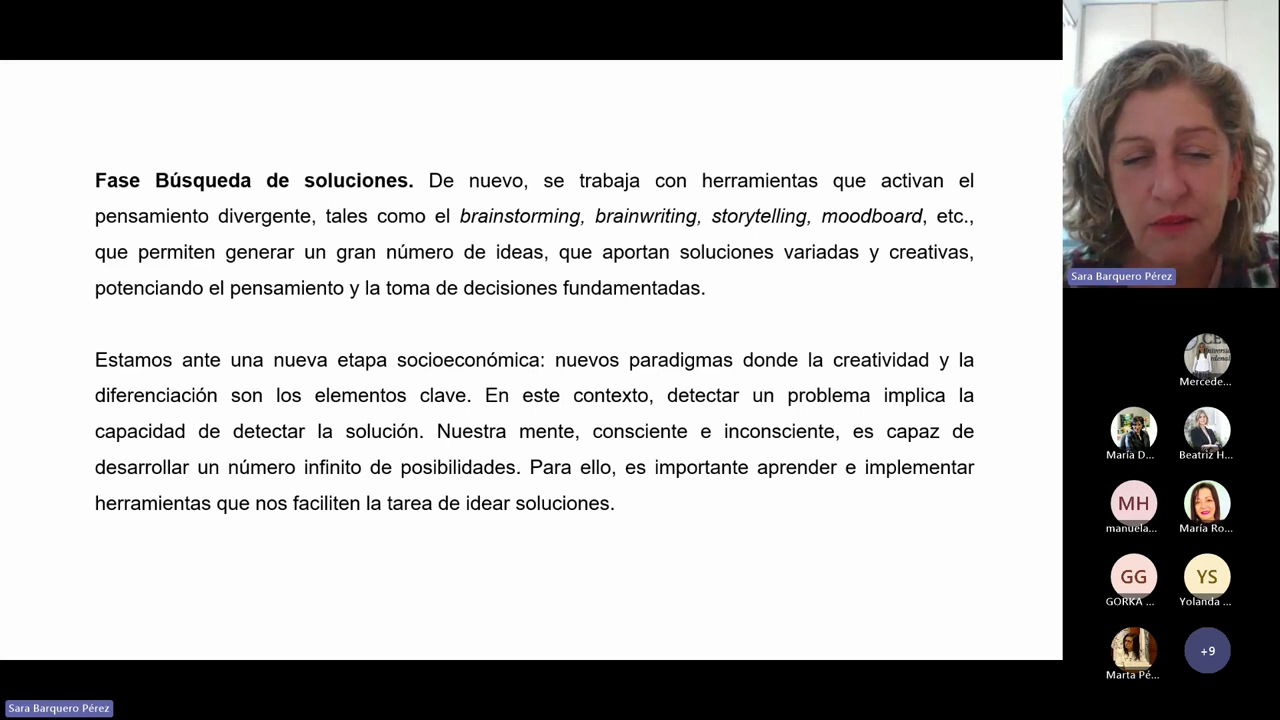 Fase Búsqueda de soluciones. De nuevo, se trabaja con herramientas que activan el
pensamiento divergente, tales como el brainstorming, brainwriting, storytelling, moodboard, etc.,
que permiten generar un gran número de ideas, que aportan soluciones variadas y creativas,
potenciando el pensamiento y la toma de decisiones fundamentadas.
Estamos ante una nueva etapa socioeconómica: nuevos paradigmas donde la creatividad y la
diferenciación son los elementos clave. En este contexto, detectar un problema implica la
capacidad de detectar la solución. Nuestra mente, consciente e inconsciente, es capaz de
desarrollar un número infinito de posibilidades. Para ello, es importante aprender e implementar
herramientas que nos faciliten la tarea de idear soluciones.
Sara Barquero Pérez
Mercede...
María D...
Beatriz H...
MH
manuela...
María Ro...
GG
GORKA ...
YS
Yolanda ...
Marta Pé...
+9
Sara Barquero Pérez